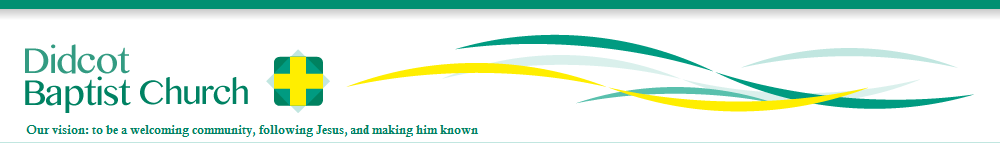 Didcot
Baptist Church
Our vision: to be a welcoming community, following Jesus, and making him known